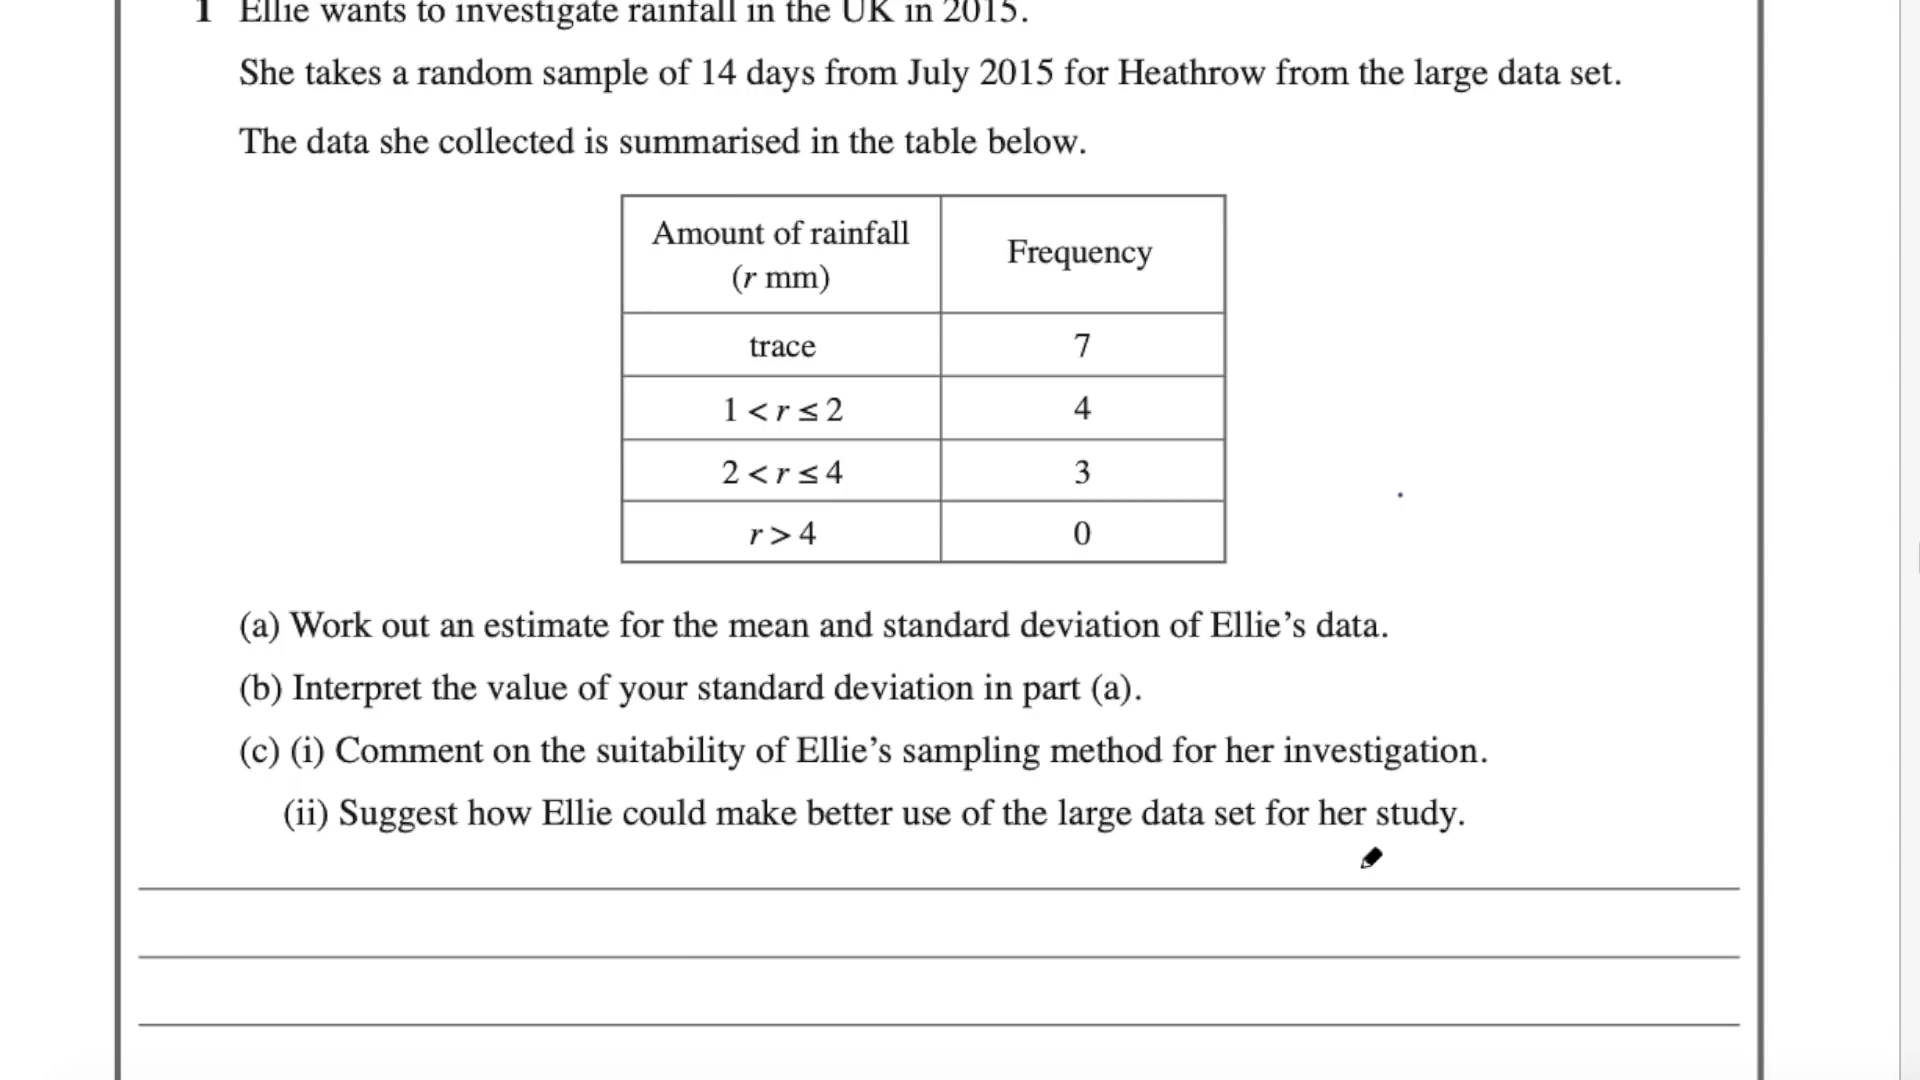 1 Ellie wants to investigate rainfall in the UK in 2015.
She takes a random sample of 14 days from July 2015 for Heathrow from the large data set.
The data she collected is summarised in the table below.
Amount of rainfall
(r mm)
Frequency
trace 7
1 < r ≤ 2 4
2 < r ≤ 4 3
r > 4 0
(a) Work out an estimate for the mean and standard deviation of Ellie’s data.
(b) Interpret the value of your standard deviation in part (a).
(c) (i) Comment on the suitability of Ellie’s sampling method for her investigation.
(ii) Suggest how Ellie could make better use of the large data set for her study.